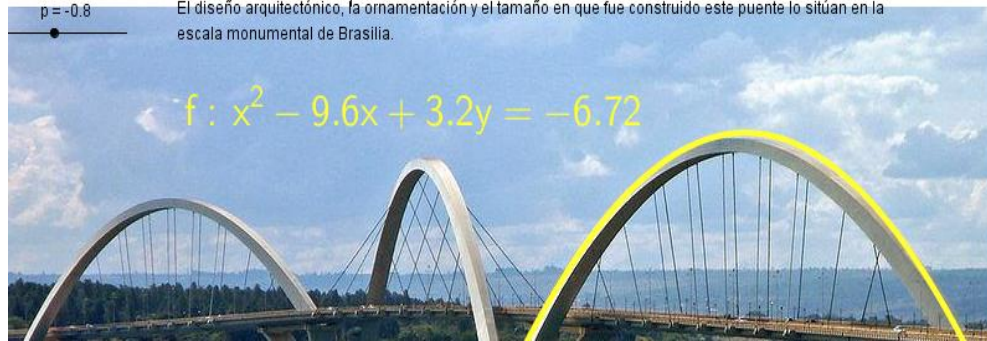 p = -0.8
El diseño arquitectónico, la ornamentación y el tamaño en que fue construido este puente lo sitúan en la
escala monumental de Brasilia.
f : x² − 9.6x + 3.2y = −6.72